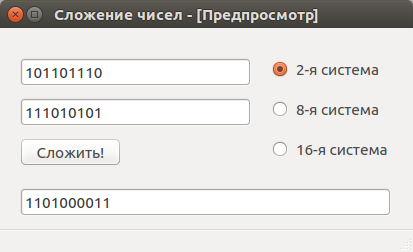 Сложение чисел - [Предпросмотр]
101101110
2-я система
111010101
8-я система
Сложить!
16-я система
1101000011